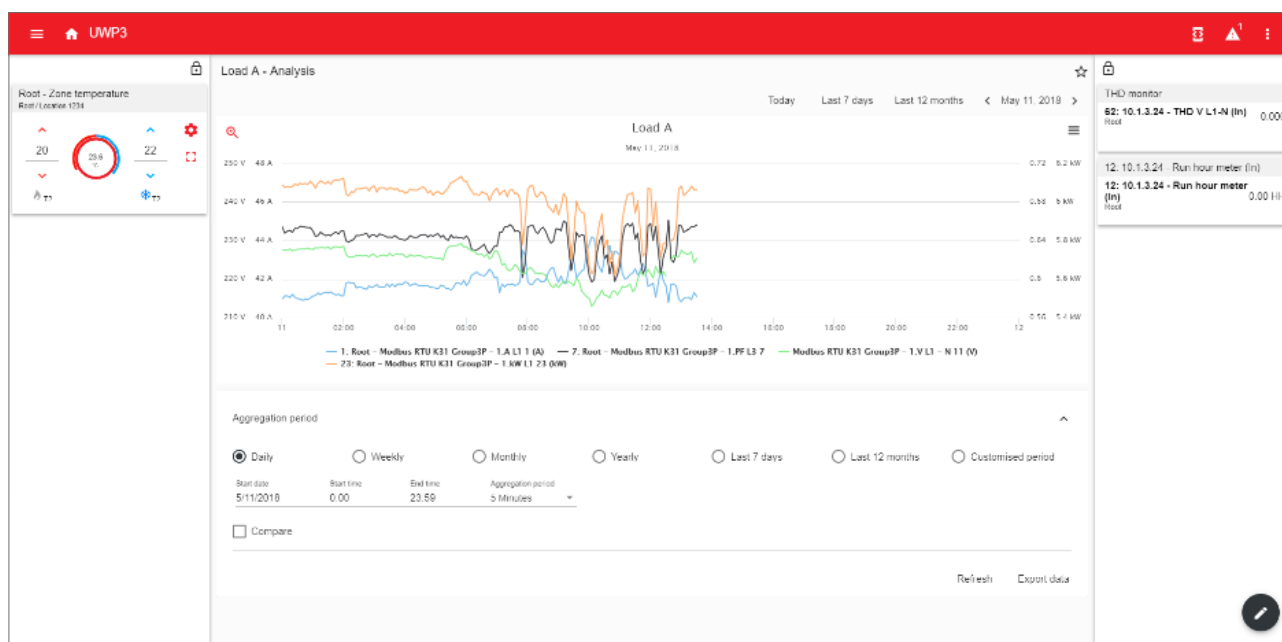 UWP3
1
Root - Zone temperature
Root / Location 1234
20
23.6
22
Load A - Analysis
Today Last 7 days Last 12 months May 11, 2018
Load A
May 11, 2018
250 V 48 A 0.72 6.2 kW
240 V 46 A 0.68 6 kW
230 V 44 A 0.64 5.8 kW
220 V 42 A 0.6 5.6 kW
210 V 40 A 0.56 5.4 kW
11 02:00 04:00 06:00 08:00 10:00 12:00 14:00 16:00 18:00 20:00 22:00 12
1. Root - Modbus RTU K31 Group3P - 1.A L1 1 (A) 7. Root - Modbus RTU K31 Group3P - 1.PF L3 7 Modbus RTU K31 Group3P - 1.V L1 - N 11 (V)
23: Root - Modbus RTU K31 Group3P - 1.kW L1 23 (kW)
Aggregation period
Daily Weekly Monthly Yearly Last 7 days Last 12 months Customised period
Start date Start time End time Aggregation period
5/11/2018 0:00 23.59 5 Minutes
Compare
Refresh Export data
THD monitor
62: 10.1.3.24 - THD V L1-N (In) 0.000
Root
12. 10.1.3.24 - Run hour meter (In)
12: 10.1.3.24 - Run hour meter
(In) 0.00
Root